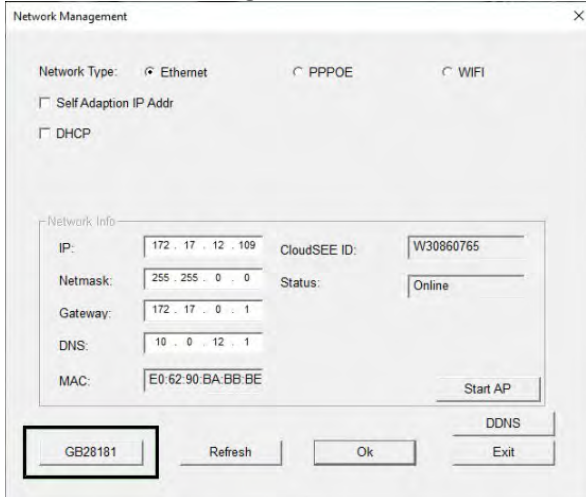 Network Management
Network Type: Ethernet PPPOE WIFI
Self Adaption IP Addr
DHCP
Network Info
IP: 172 . 17 . 12 . 109 CloudSEE ID: W30860765
Netmask: 255 . 255 . 0 . 0 Status: Online
Gateway: 172 . 17 . 0 . 1
DNS: 10 . 0 . 12 . 1
MAC: E0:62:90:BA:BB:BE Start AP
DDNS
GB28181 Refresh Ok Exit